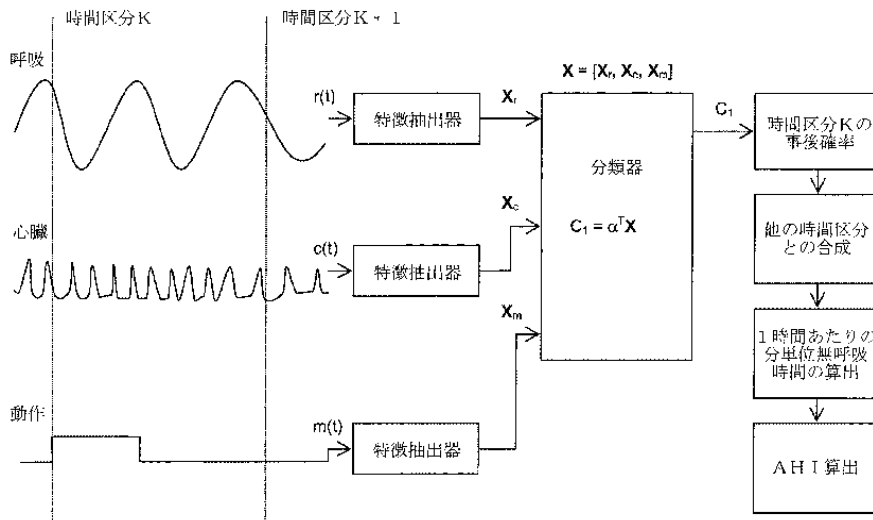 時間区分K
時間区分K+1
呼吸
r(t)
特徴抽出器
Xr
X = [Xr, Xc, Xm]
分類器
C1 = αTX
C1
時間区分Kの
事後確率
他の時間区分
との合成
1時間あたりの
分単位無呼吸
時間の算出
AHI算出
心臓
c(t)
特徴抽出器
Xc
動作
m(t)
特徴抽出器
Xm